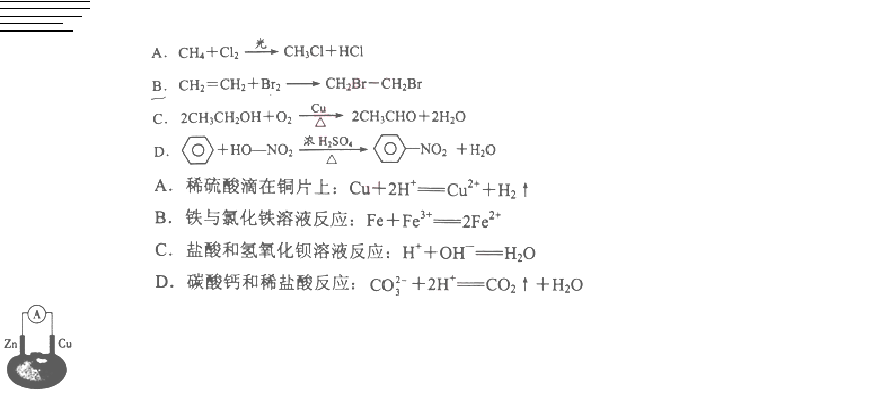 A. CH₄+Cl₂ —光→ CH₃Cl+HCl
B. CH₂=CH₂+Br₂ ⟶ CH₂Br—CH₂Br
C. 2CH₃CH₂OH+O₂ —Cu/△→ 2CH₃CHO+2H₂O
D. +HO—NO₂ —浓H₂SO₄/△→ —NO₂ +H₂O
A. 稀硫酸滴在铜片上：Cu+2H⁺══Cu²⁺+H₂↑
B. 铁与氯化铁溶液反应：Fe+Fe³⁺══2Fe²⁺
C. 盐酸和氢氧化钡溶液反应：H⁺+OH⁻══H₂O
D. 碳酸钙和稀盐酸反应：CO₃²⁻+2H⁺══CO₂↑+H₂O
A
Zn Cu